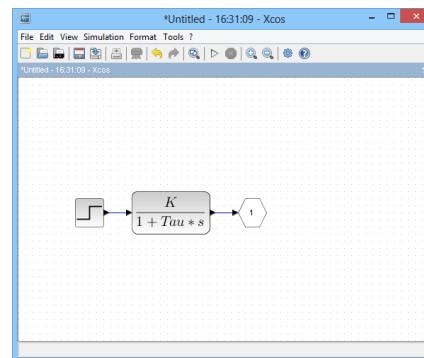 *Untitled - 16:31:09 - Xcos
File Edit View Simulation Format Tools ?
*Untitled - 16:31:09 - Xcos
K
1 + Tau * s
1